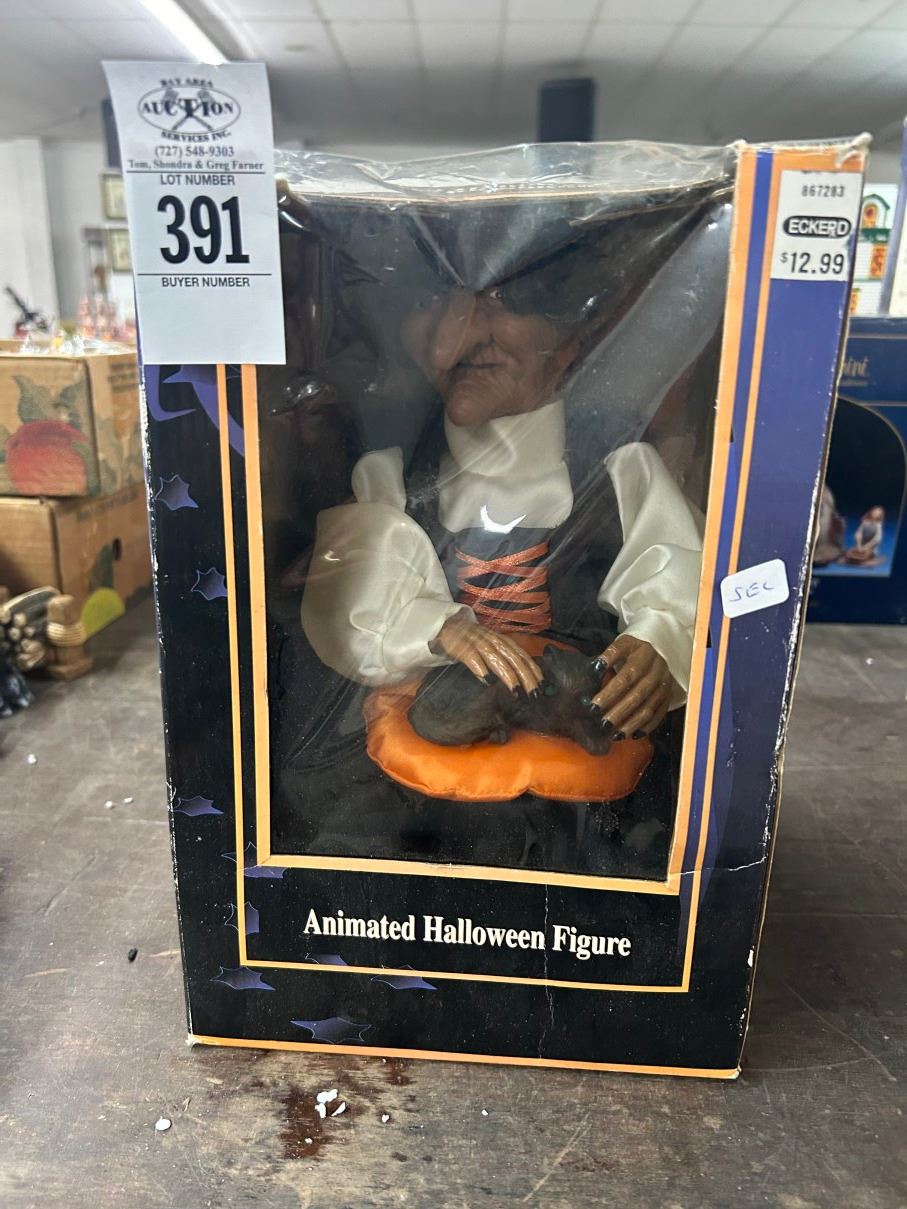 BAY AREA
AUCTION
SERVICES INC.
(727) 548-9303
Tom, Shondra & Greg Farner
LOT NUMBER
391
BUYER NUMBER
867283
ECKERD
$12.99
SEL
Animated Halloween Figure